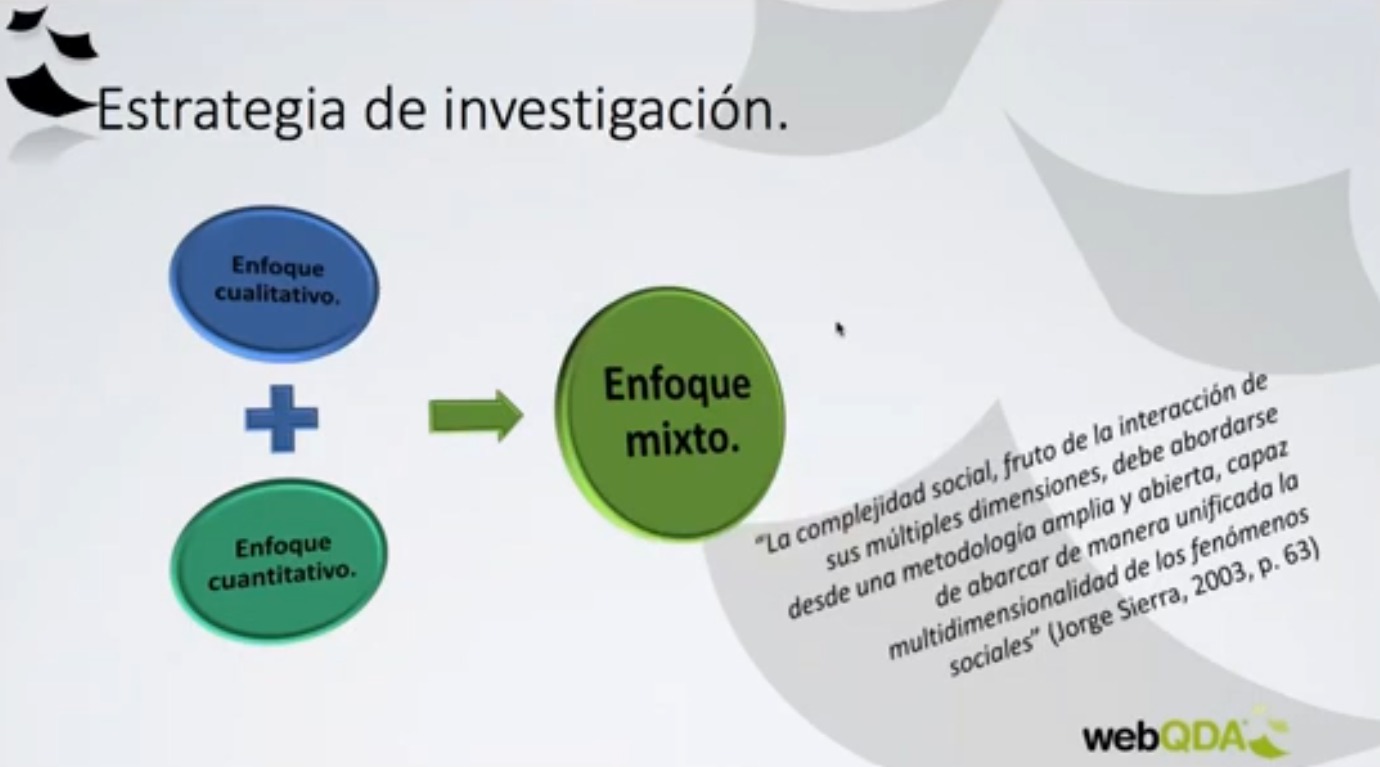 Estrategia de investigación.
Enfoque
cualitativo.
Enfoque
cuantitativo.
Enfoque
mixto.
“La complejidad social, fruto de la interacción de
sus múltiples dimensiones, debe abordarse
desde una metodología amplia y abierta, capaz
de abarcar de manera unificada la
multidimensionalidad de los fenómenos
sociales” (Jorge Sierra, 2003, p. 63)
webQDA